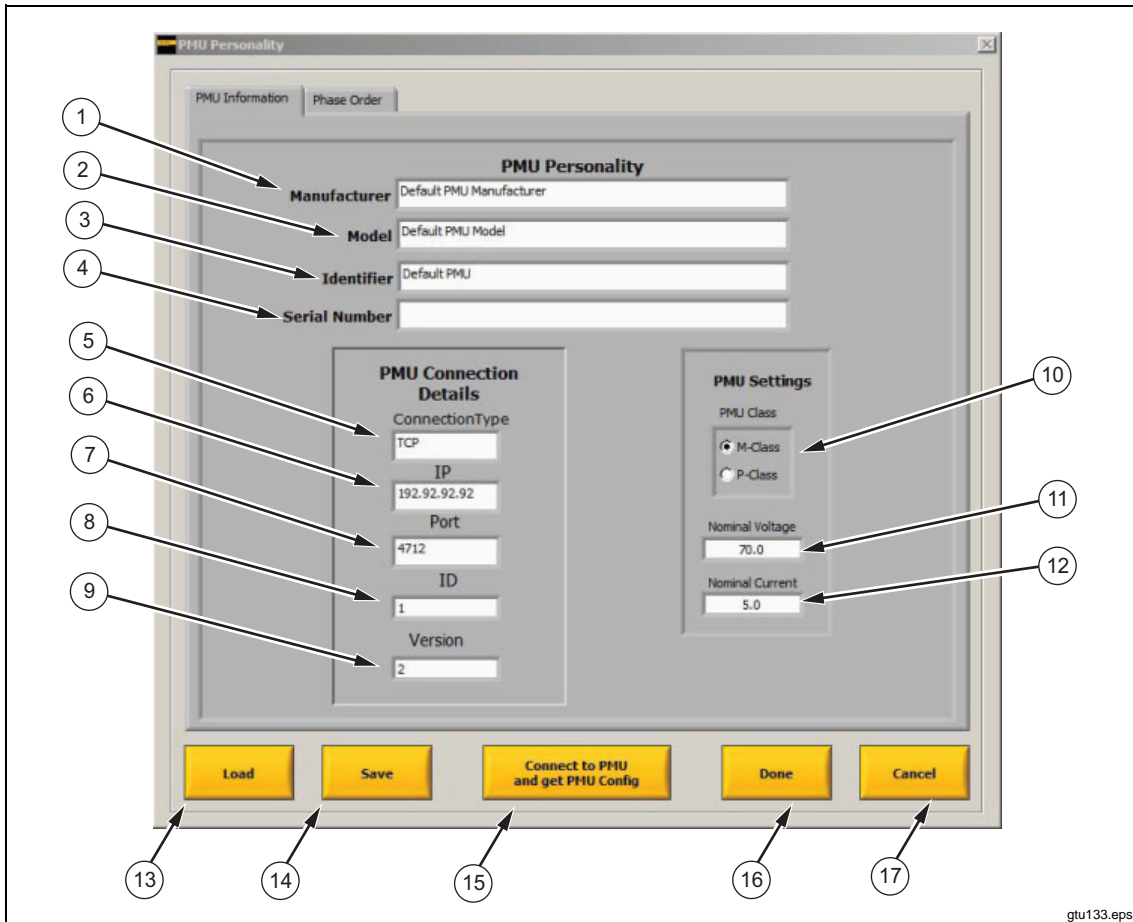 PMU Personality
PMU Information
Phase Order
PMU Personality
1
Manufacturer
Default PMU Manufacturer
2
Model
Default PMU Model
3
Identifier
Default PMU
4
Serial Number
5
PMU Connection
Details
ConnectionType
TCP
6
IP
192.92.92.92
7
Port
4712
8
ID
1
9
Version
2
PMU Settings
10
PMU Class
M-Class
P-Class
11
Nominal Voltage
70.0
12
Nominal Current
5.0
Load
Save
Connect to PMU
and get PMU Config
Done
Cancel
13
14
15
16
17
gtu133.eps